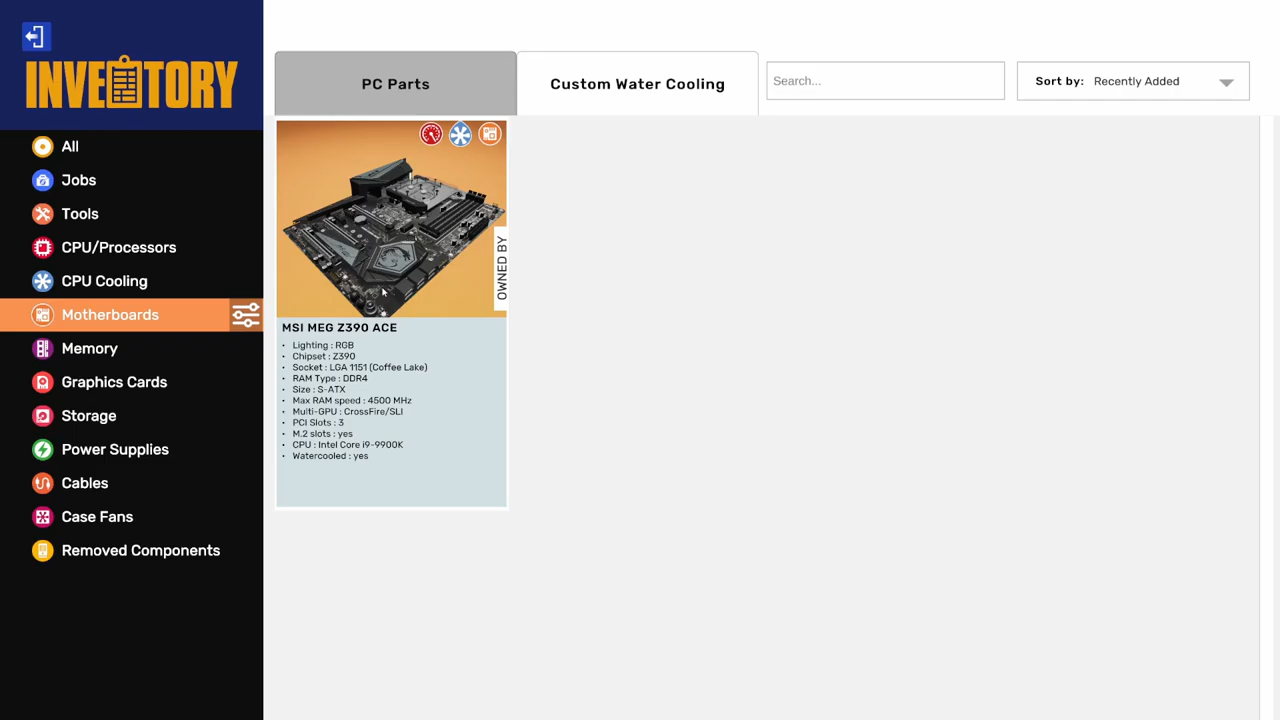 INVENTORY
PC Parts
Custom Water Cooling
Search...
Sort by: Recently Added
All
Jobs
Tools
CPU/Processors
CPU Cooling
Motherboards
Memory
Graphics Cards
Storage
Power Supplies
Cables
Case Fans
Removed Components
OWNED BY
MSI MEG Z390 ACE
• Lighting : RGB
• Chipset : Z390
• Socket : LGA 1151 (Coffee Lake)
• RAM Type : DDR4
• Size : S-ATX
• Max RAM speed : 4500 MHz
• Multi-GPU : CrossFire/SLI
• PCI Slots : 3
• M.2 slots : yes
• CPU : Intel Core i9-9900K
• Watercooled : yes